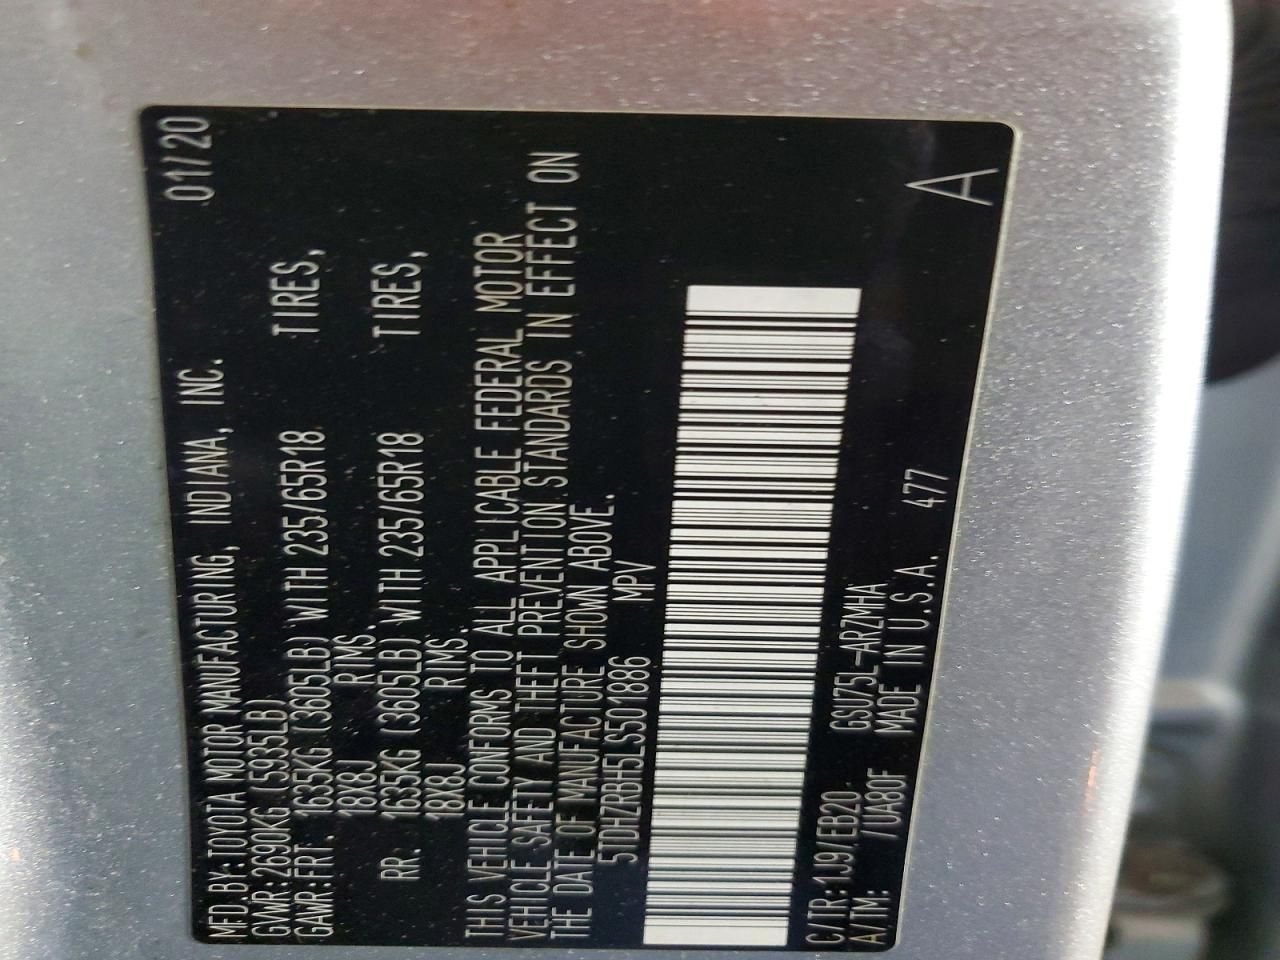 MFD.BY:TOYOTA MOTOR MANUFACTURING, INDIANA, INC. 01/20
GVWR:2690KG (5935LB)
GAWR:FRT. 1635KG (3605LB) WITH 235/65R18 TIRES,
18X8J RIMS.
RR. 1635KG (3605LB) WITH 235/65R18 TIRES,
18X8J RIMS.
THIS VEHICLE CONFORMS TO ALL APPLICABLE FEDERAL MOTOR
VEHICLE SAFETY AND THEFT PREVENTION STANDARDS IN EFFECT ON
THE DATE OF MANUFACTURE SHOWN ABOVE.
5TDHZRBH5LS501886 MPV
C/TR:1J9/EB20 GSU75L-ARZMHA
A/TM: /UA80F MADE IN U.S.A. 477
A